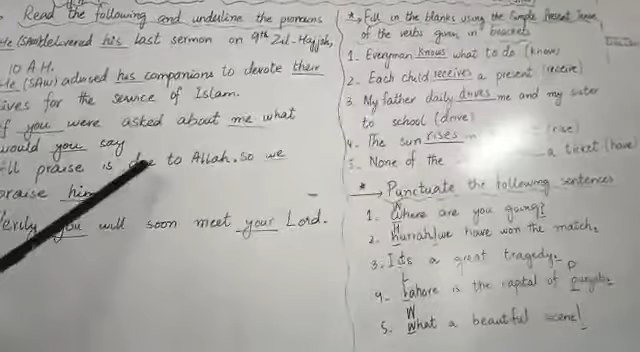 Read the following and underline the pronouns
He (SAW) delivered his last sermon on 9th Zil-Hajjah,
10 A.H.
He (SAW) advised his companions to devote their
ives for the service of Islam.
f you were asked about me what
would you say
ll praise is due to Allah. so we
praise him
Verily you will soon meet your Lord.
*→ Fill in the blanks using the Simple Present Tense
of the verbs given in brackets
1. Everyman knows what to do (know)
2. Each child receives a present (receive)
3. My father daily drives me and my sister
to school (drive)
4. The sun rises rise)
5. None of the a ticket (have)
*→ Punctuate the following sentences
1. Where are you going?
2. Hurrah! we have won the match.
3. Its a great tragedy.
4. Lahore is the capital of Punjab.
5. What a beautiful scene!